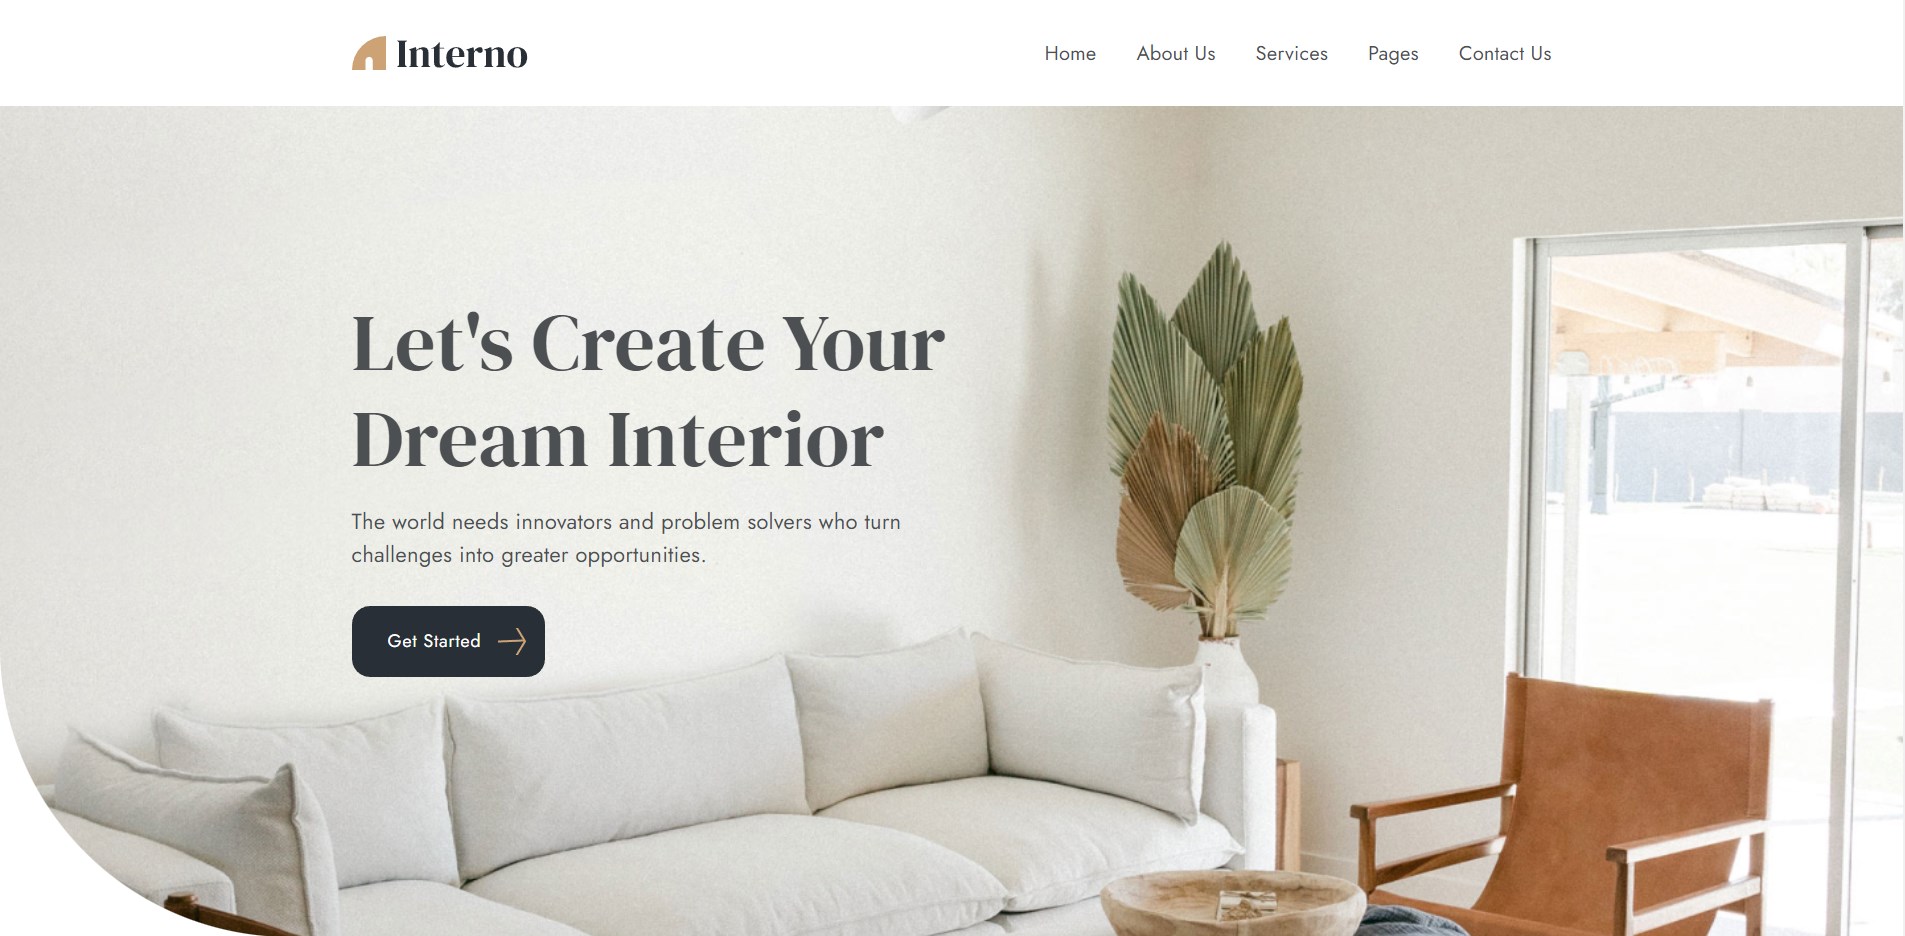 Interno
Home About Us Services Pages Contact Us
Let's Create Your
Dream Interior
The world needs innovators and problem solvers who turn
challenges into greater opportunities.
Get Started